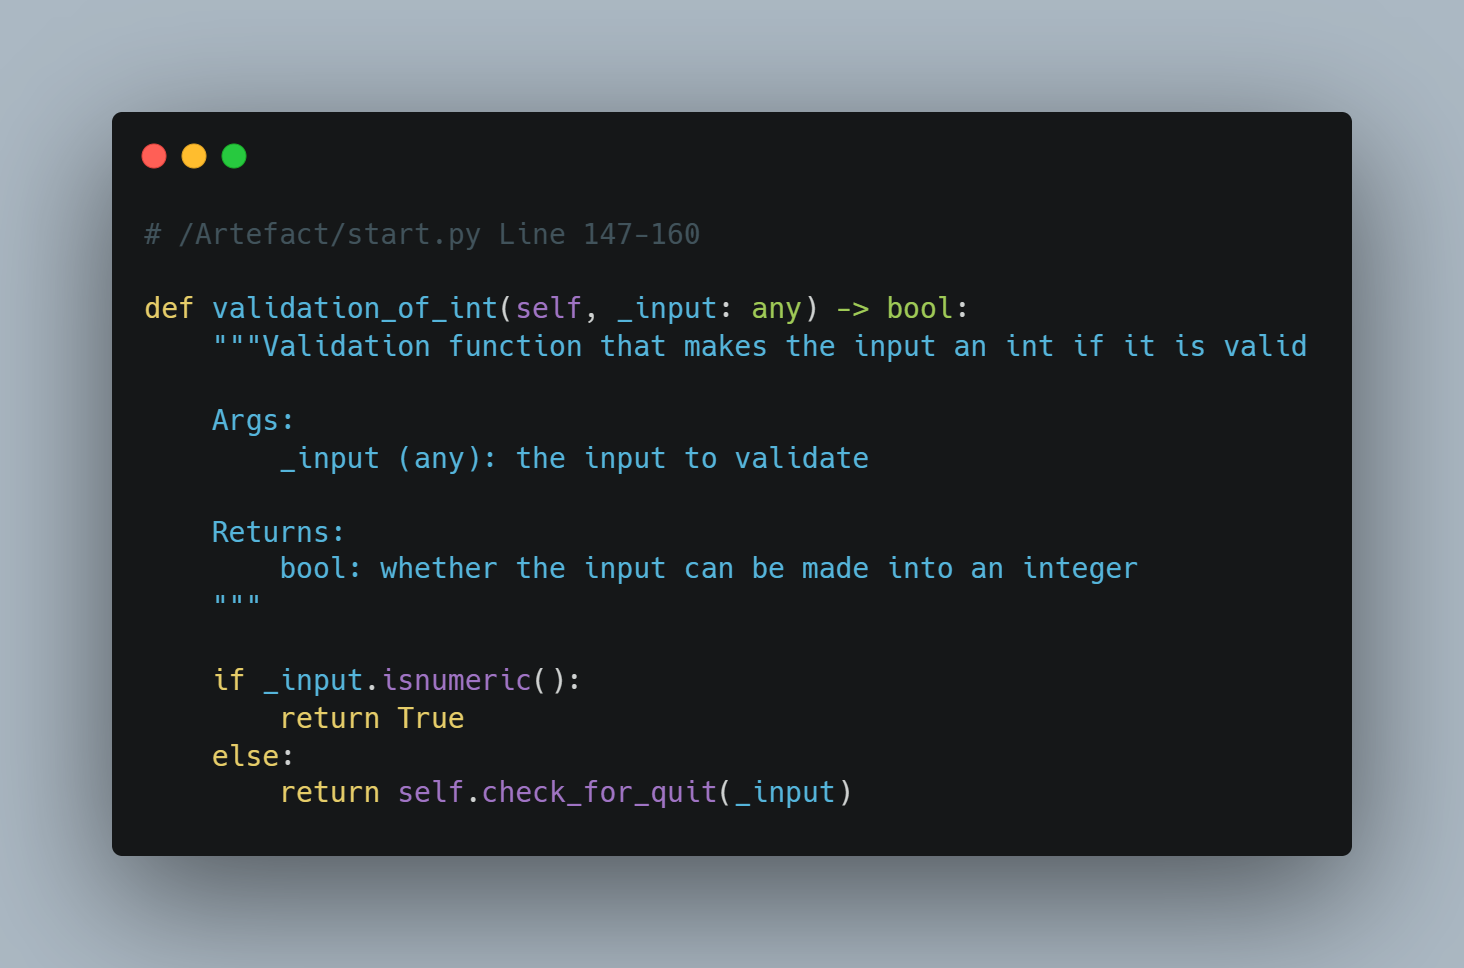 # /Artefact/start.py Line 147-160
def validation_of_int(self, _input: any) -> bool:
"""Validation function that makes the input an int if it is valid
Args:
_input (any): the input to validate
Returns:
bool: whether the input can be made into an integer
"""
if _input.isnumeric():
return True
else:
return self.check_for_quit(_input)